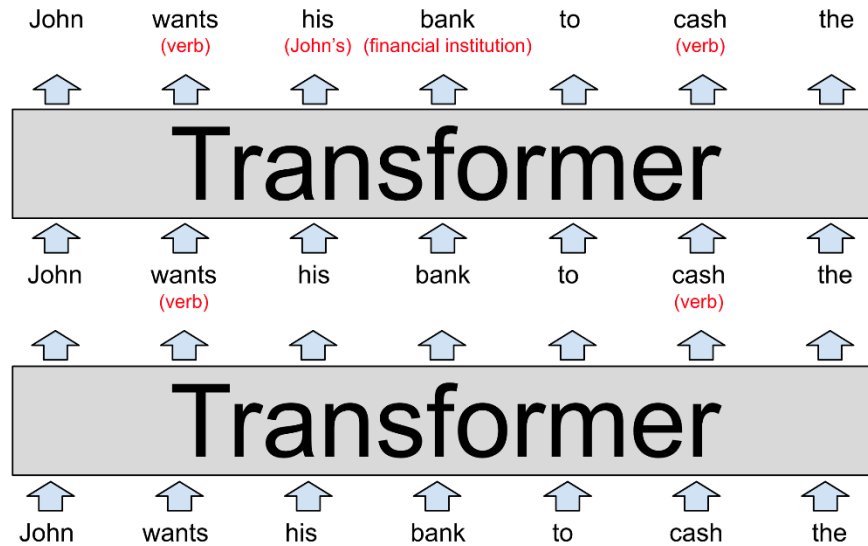 John wants his bank to cash the
(verb) (John's) (financial institution) (verb)
Transformer
John wants his bank to cash the
(verb) (verb)
Transformer
John wants his bank to cash the